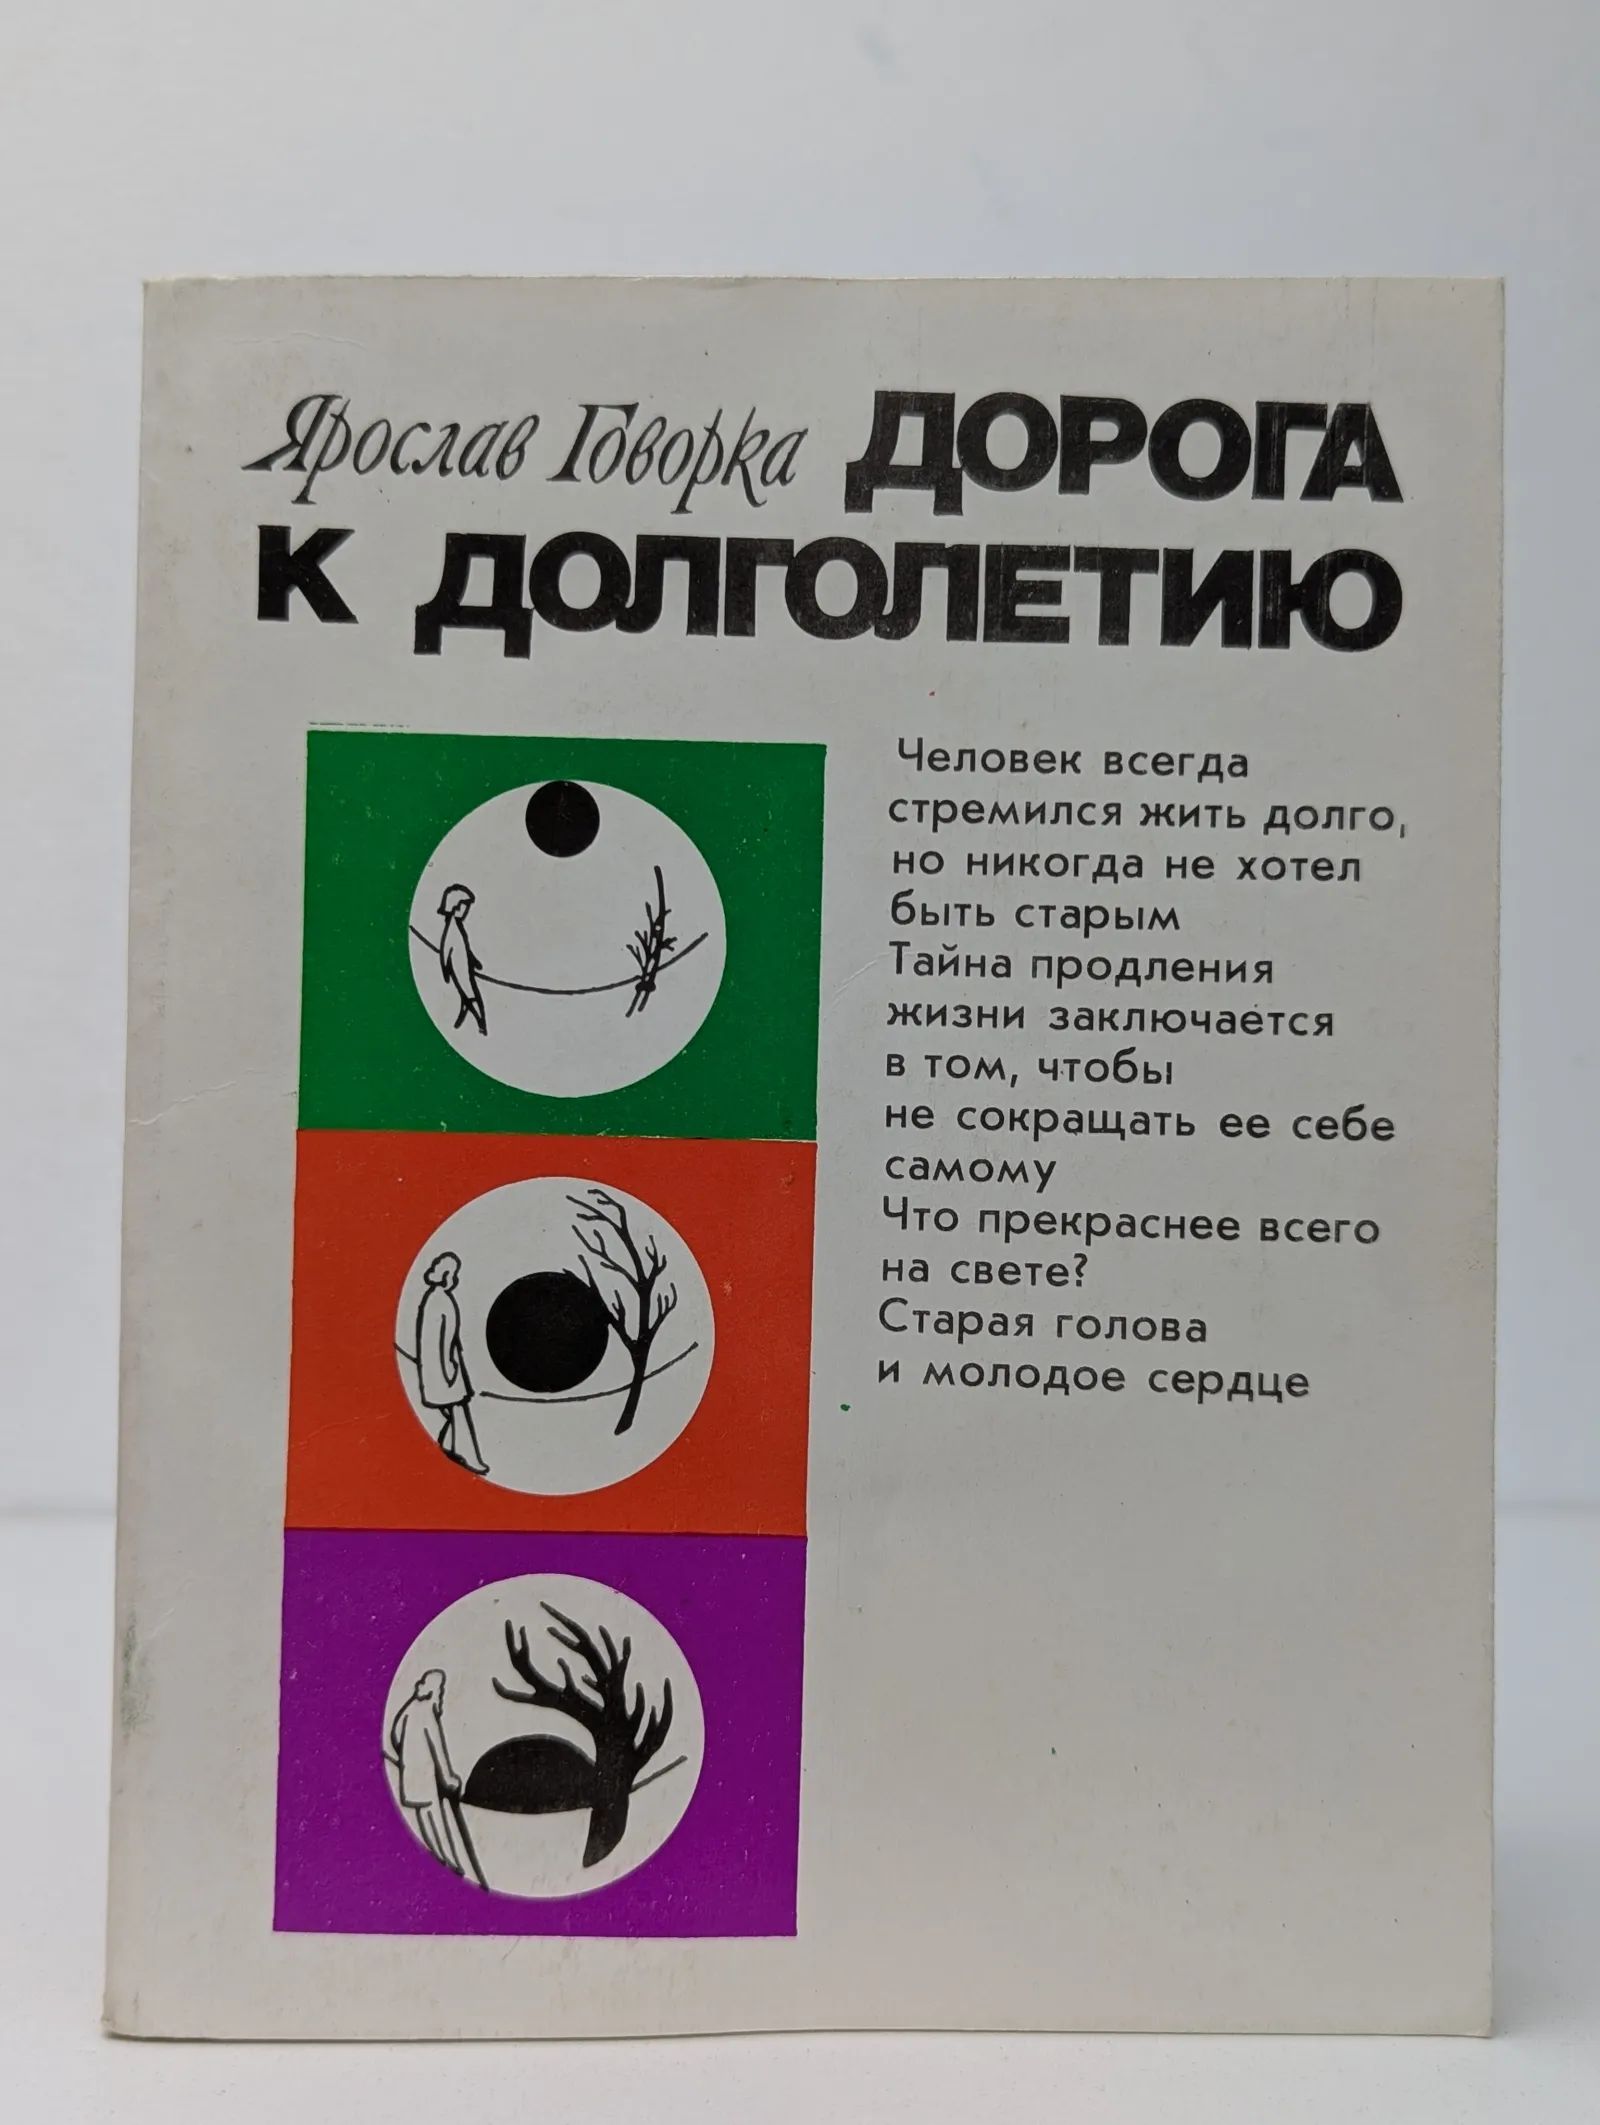 Ярослав Говорка ДОРОГА
К ДОЛГОЛЕТИЮ
Человек всегда
стремился жить долго,
но никогда не хотел
быть старым
Тайна продления
жизни заключается
в том, чтобы
не сокращать ее себе
самому
Что прекраснее всего
на свете?
Старая голова
и молодое сердце